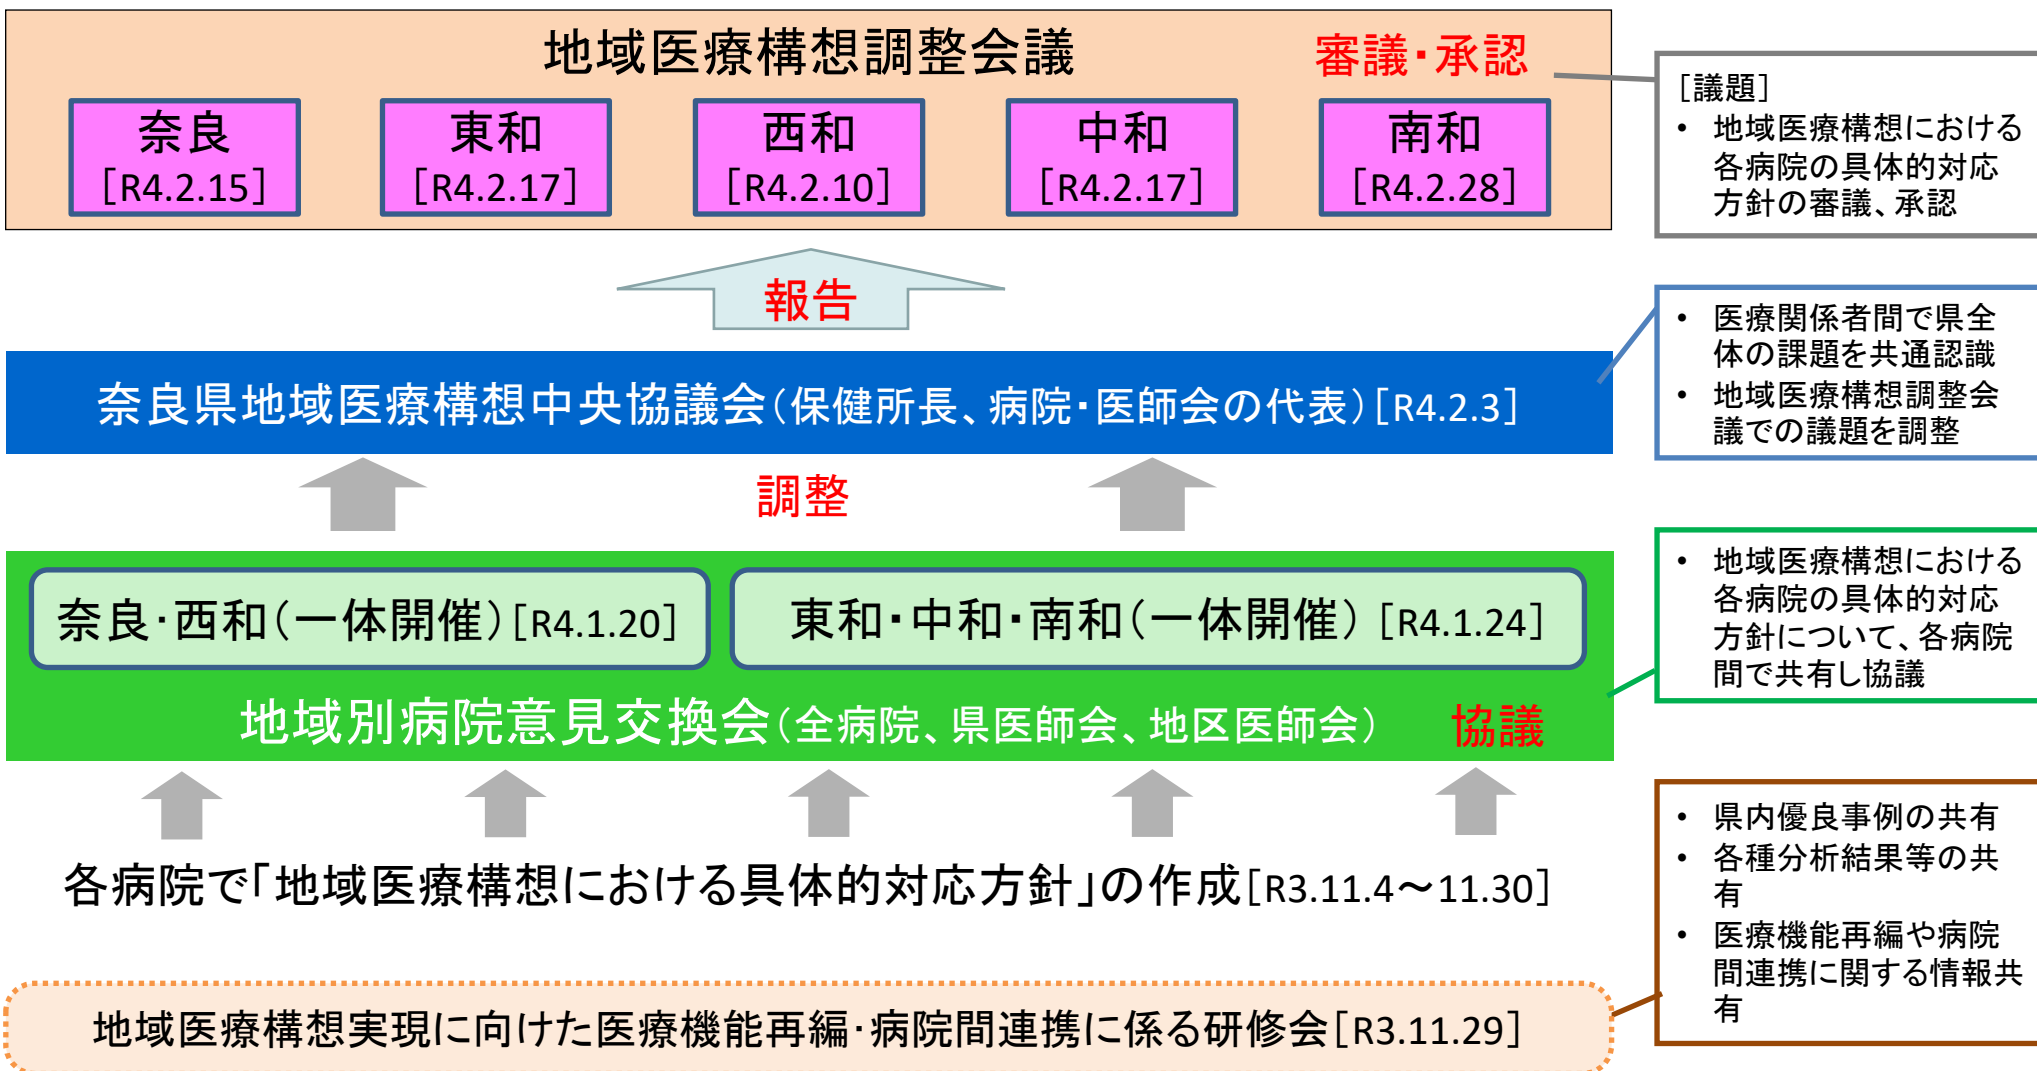 地域医療構想調整会議 審議・承認
奈良
[R4.2.15]
東和
[R4.2.17]
西和
[R4.2.10]
中和
[R4.2.17]
南和
[R4.2.28]
[議題]
• 地域医療構想における
各病院の具体的対応
方針の審議、承認
報告
• 医療関係者間で県全
体の課題を共通認識
• 地域医療構想調整会
議での議題を調整
奈良県地域医療構想中央協議会(保健所長、病院・医師会の代表)[R4.2.3]
調整
奈良・西和(一体開催)[R4.1.20]
東和・中和・南和(一体開催)[R4.1.24]
地域別病院意見交換会(全病院、県医師会、地区医師会) 協議
• 地域医療構想における
各病院の具体的対応
方針について、各病院
間で共有し協議
各病院で「地域医療構想における具体的対応方針」の作成[R3.11.4～11.30]
• 県内優良事例の共有
• 各種分析結果等の共
有
• 医療機能再編や病院
間連携に関する情報共
有
地域医療構想実現に向けた医療機能再編・病院間連携に係る研修会[R3.11.29]